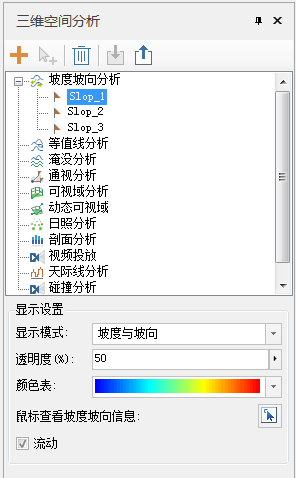 三维空间分析
坡度坡向分析
Slop_1
Slop_2
Slop_3
等值线分析
淹没分析
通视分析
可视域分析
动态可视域
日照分析
剖面分析
视频投放
天际线分析
碰撞分析
显示设置
显示模式: 坡度与坡向
透明度(%): 50
颜色表:
鼠标查看坡度坡向信息:
流动